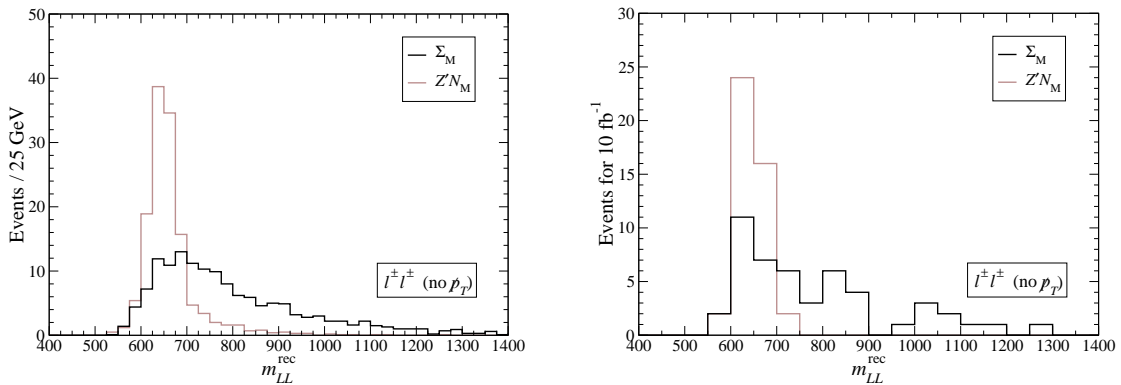 50
40
30
20
10
0
Events / 25 GeV
Σ_M
Z′N_M
l^± l^± (no p̸_T)
400 500 600 700 800 900 1000 1100 1200 1300 1400
m_LL^rec
30
25
20
15
10
5
0
Events for 10 fb^-1
Σ_M
Z′N_M
l^± l^± (no p̸_T)
400 500 600 700 800 900 1000 1100 1200 1300 1400
m_LL^rec